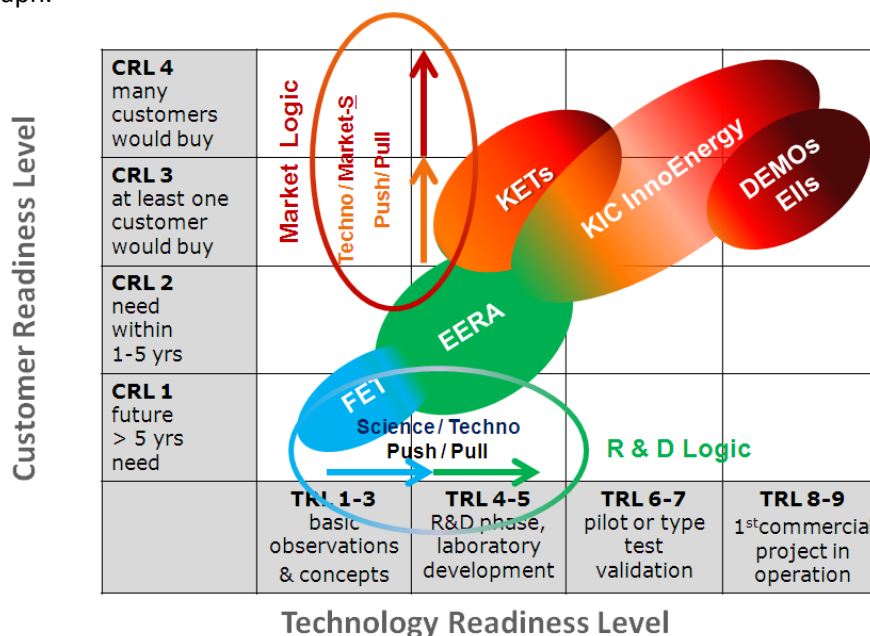 aph.
Customer Readiness Level
CRL 4
many
customers
would buy
CRL 3
at least one
customer
would buy
CRL 2
need
within
1-5 yrs
CRL 1
future
> 5 yrs
need
Market Logic
Techno / Market-S
Push / Pull
KETs
KIC InnoEnergy
DEMOs
EIIs
EERA
FET
Science / Techno
Push / Pull
R & D Logic
TRL 1-3
basic
observations
& concepts
TRL 4-5
R&D phase,
laboratory
development
TRL 6-7
pilot or type
test
validation
TRL 8-9
1st commercial
project in
operation
Technology Readiness Level